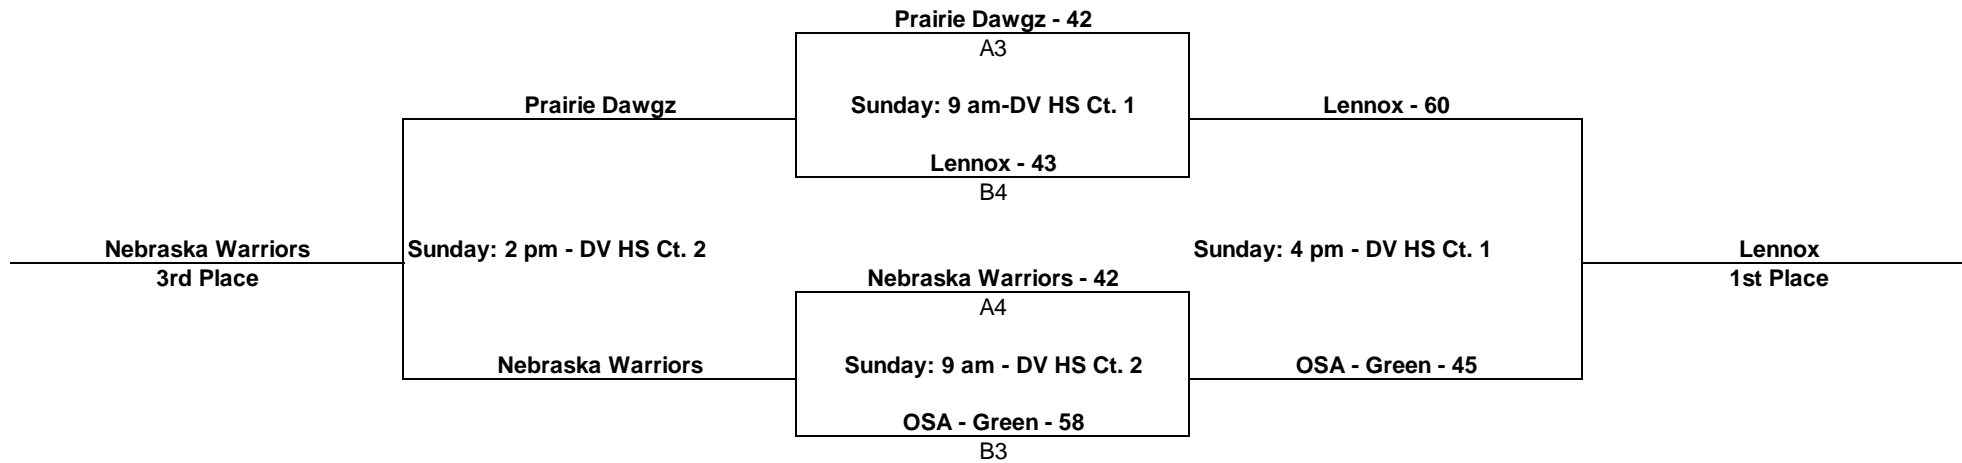 Prairie Dawgz - 42
A3
Prairie Dawgz
Sunday: 9 am-DV HS Ct. 1
Lennox - 60
Lennox - 43
B4
Nebraska Warriors
Sunday: 2 pm - DV HS Ct. 2
Sunday: 4 pm - DV HS Ct. 1
Lennox
3rd Place
Nebraska Warriors - 42
1st Place
A4
Nebraska Warriors
Sunday: 9 am - DV HS Ct. 2
OSA - Green - 45
OSA - Green - 58
B3